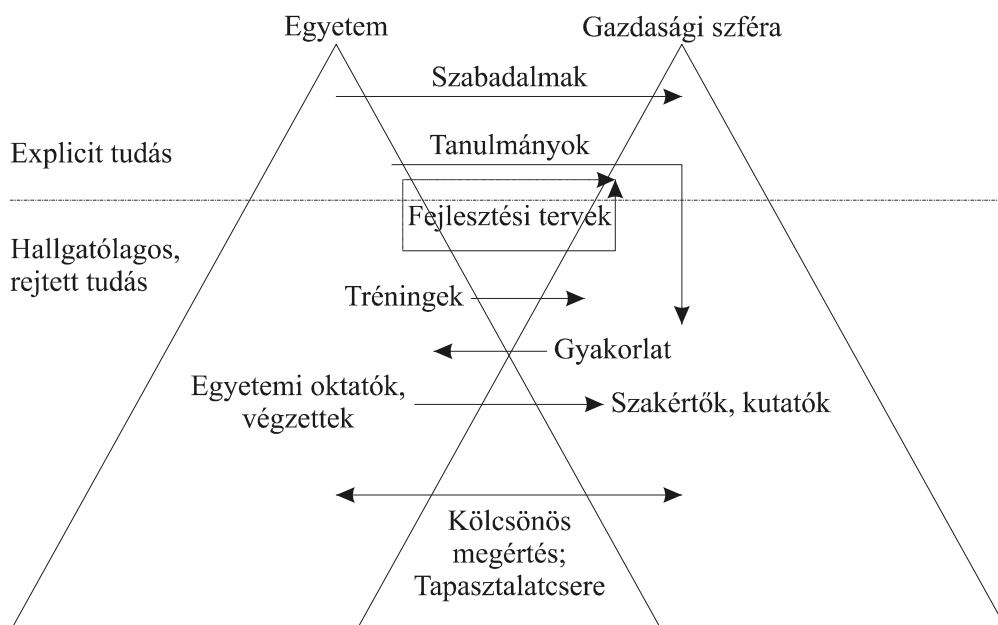 Egyetem
Gazdasági szféra
Szabadalmak
Explicit tudás
Tanulmányok
Fejlesztési tervek
Hallgatólagos,
rejtett tudás
Tréningek
Gyakorlat
Egyetemi oktatók,
végzettek
Szakértők, kutatók
Kölcsönös
megértés;
Tapasztalatcsere